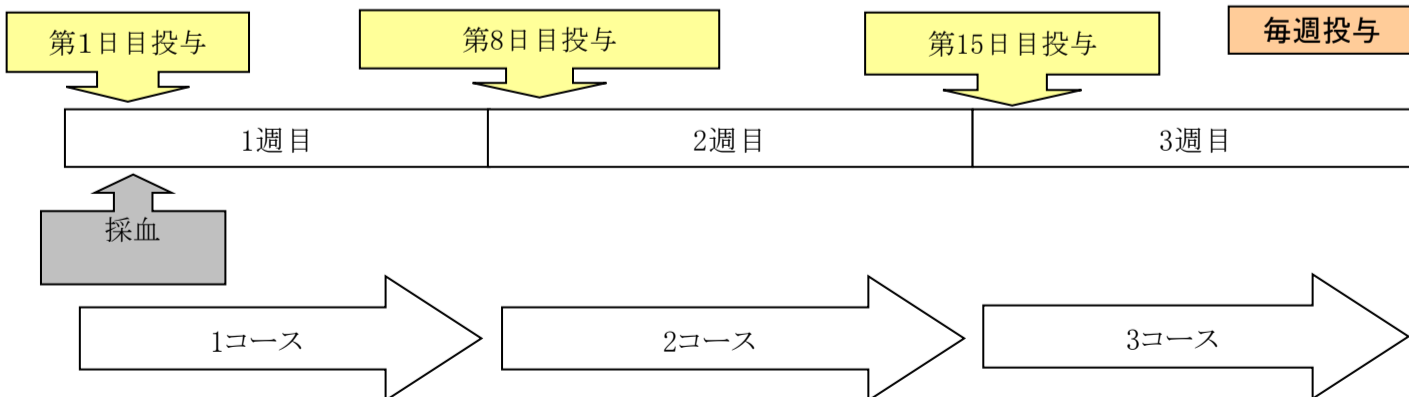 第1日目投与
第8日目投与
第15日目投与
毎週投与
1週目
2週目
3週目
採血
1コース
2コース
3コース